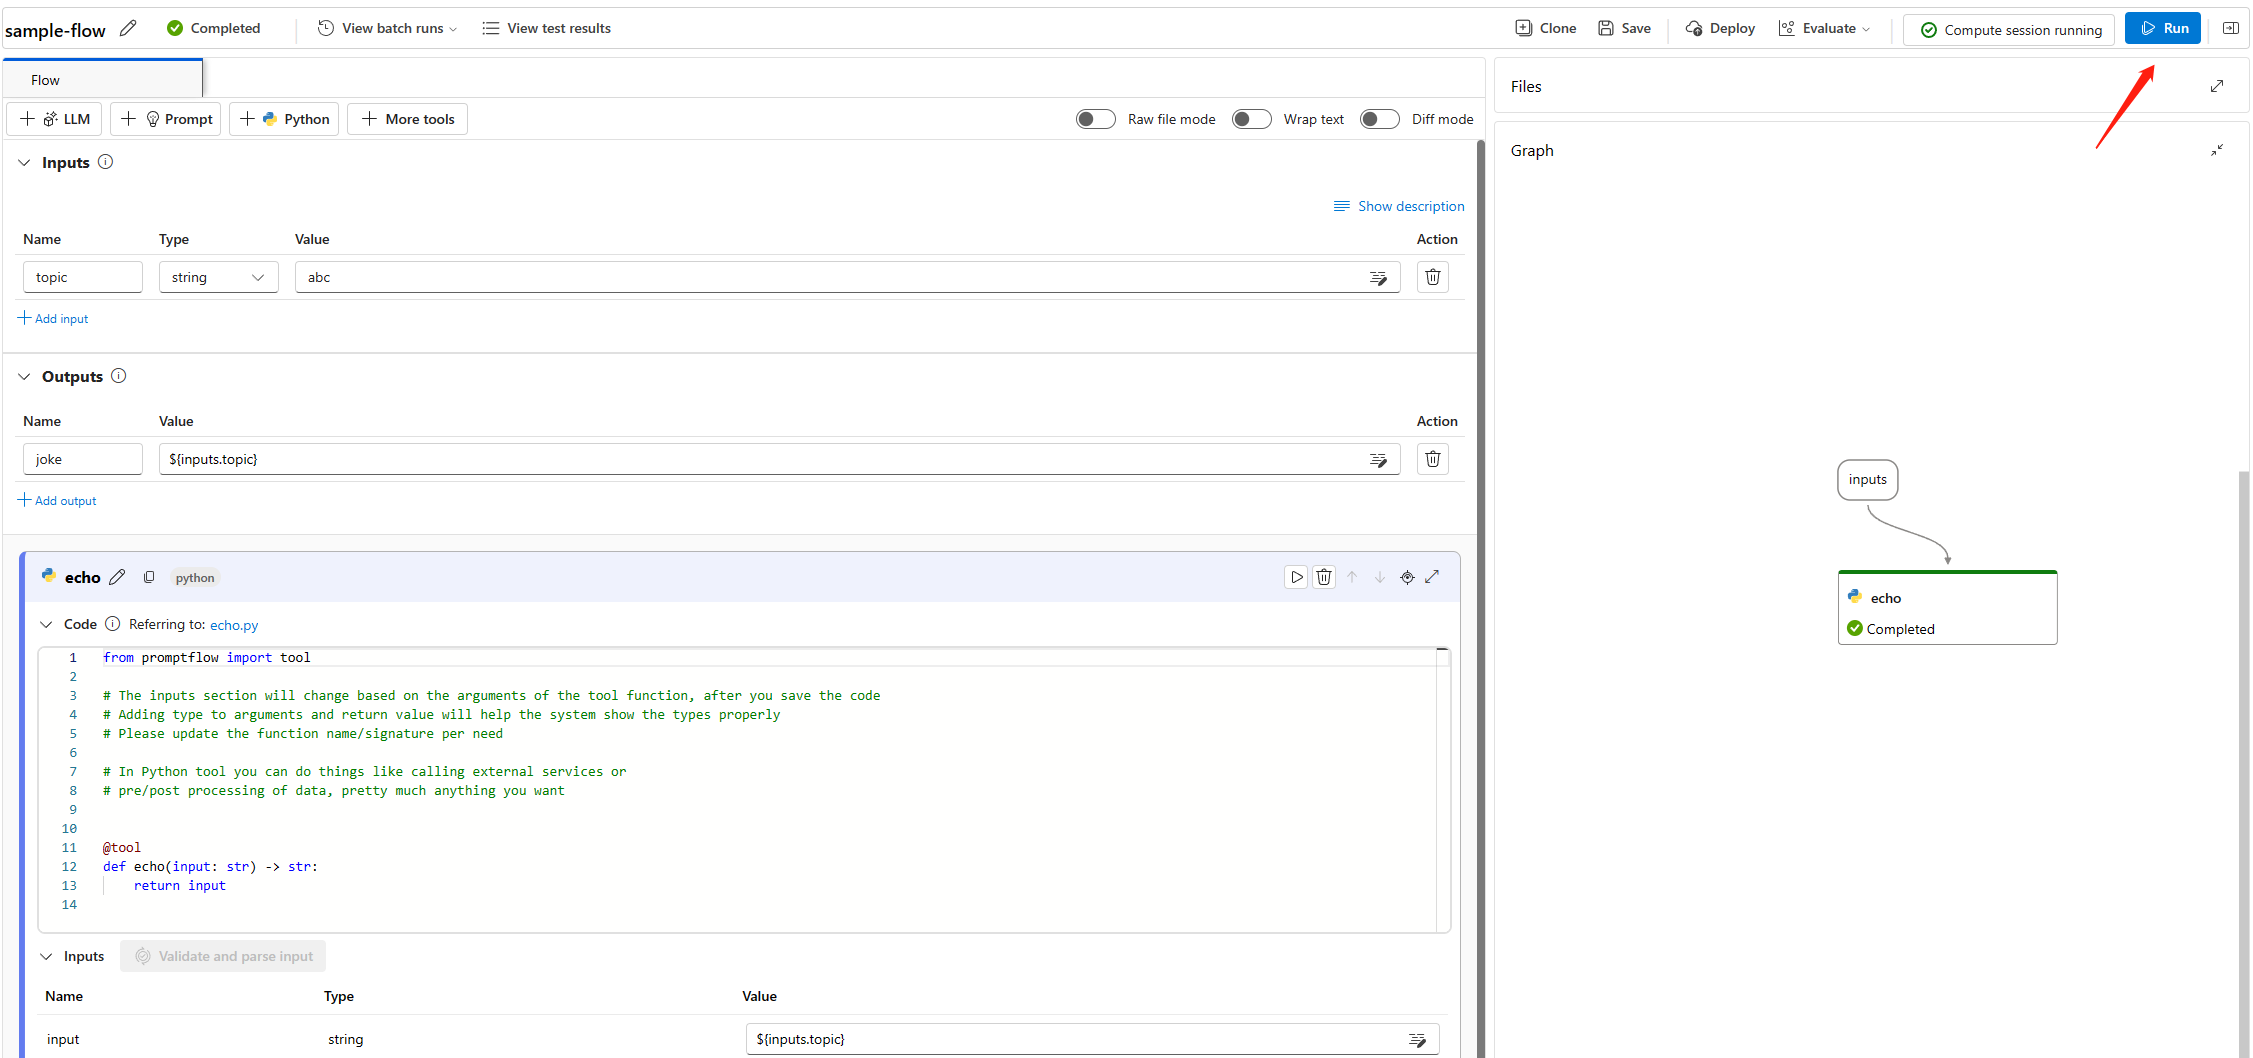 sample-flow Completed View batch runs View test results Clone Save Deploy Evaluate Compute session running Run
Flow
LLM Prompt Python More tools Raw file mode Wrap text Diff mode
Inputs
Show description
Name Type Value Action
topic string abc
Add input
Outputs
Name Value Action
joke ${inputs.topic}
Add output
echo python
Code Referring to: echo.py
1 from promptflow import tool
2
3 # The inputs section will change based on the arguments of the tool function, after you save the code
4 # Adding type to arguments and return value will help the system show the types properly
5 # Please update the function name/signature per need
6
7 # In Python tool you can do things like calling external services or
8 # pre/post processing of data, pretty much anything you want
9
10
11 @tool
12 def echo(input: str) -> str:
13     return input
14
Inputs Validate and parse input
Name Type Value
input string ${inputs.topic}
Files
Graph
inputs
echo
Completed